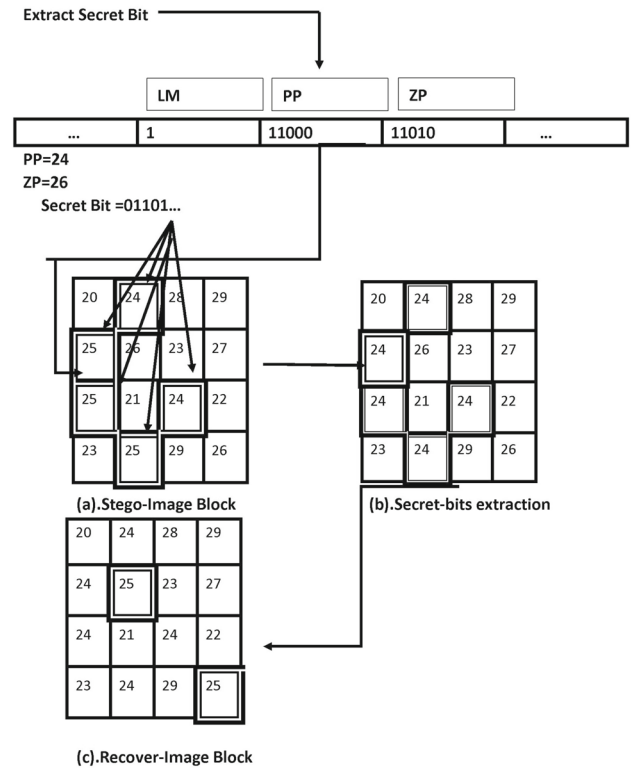 Extract Secret Bit
LM PP ZP
... 1 11000 11010 ...
PP=24
ZP=26
Secret Bit =01101...
20 24 28 29
25 26 23 27
25 21 24 22
23 25 29 26
(a).Stego-Image Block
20 24 28 29
24 26 23 27
24 21 24 22
23 24 29 26
(b).Secret-bits extraction
20 24 28 29
24 25 23 27
24 21 24 22
23 24 29 25
(c).Recover-Image Block